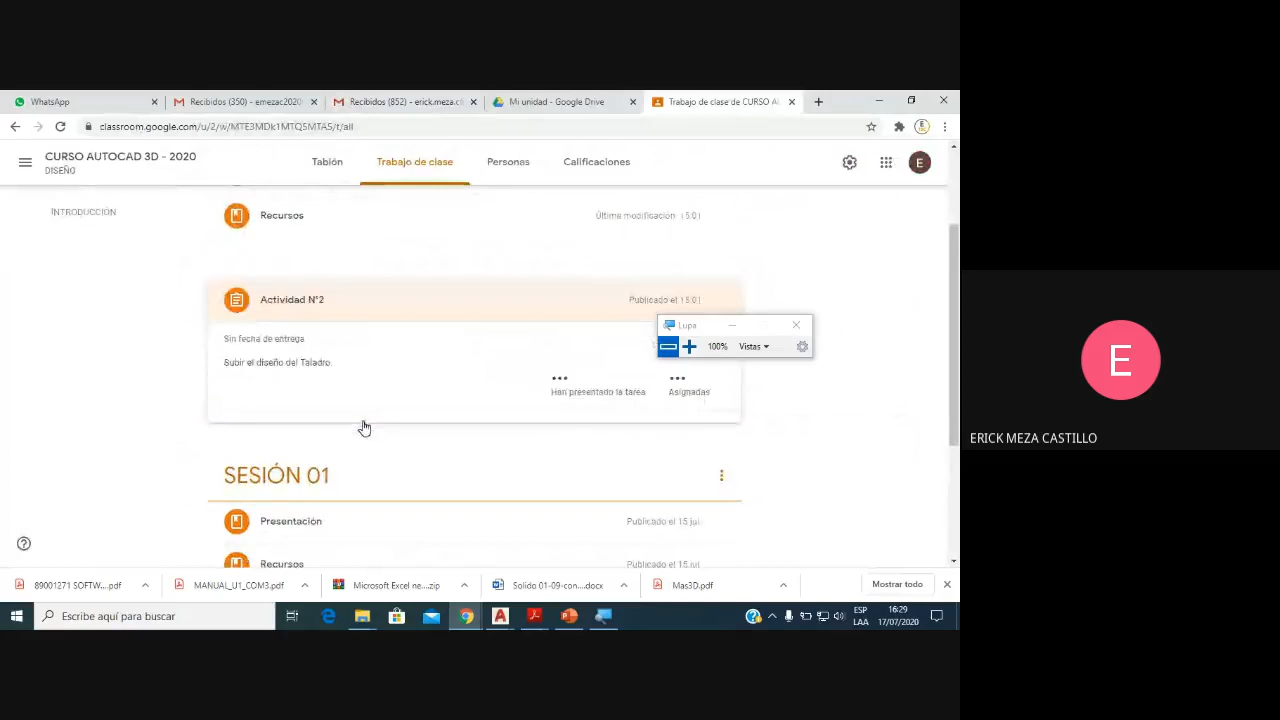 WhatsApp
Recibidos (350) - emezac2020
Recibidos (852) - erick.meza.c
Mi unidad - Google Drive
Trabajo de clase de CURSO A
classroom.google.com/u/2/w/MTE3MDk1MTQ5MTA5/t/all
CURSO AUTOCAD 3D - 2020
DISEÑO
Tablón
Trabajo de clase
Personas
Calificaciones
E
INTRODUCCIÓN
Recursos
Última modificación
Actividad N°2
Publicado el 15:01
Lupa
100%
Vistas
Sin fecha de entrega
Subir el diseño del Taladro.
Han presentado la tarea
Asignadas
SESIÓN 01
Presentación
Publicado el 15 jul.
Recursos
Publicado el 15 jul.
89001271 SOFTW....pdf
MANUAL_U1_COM3.pdf
Microsoft Excel ne....zip
Solido 01-09-con....docx
Mas3D.pdf
Mostrar todo
Escribe aquí para buscar
ESP
LAA
16:29
17/07/2020
E
ERICK MEZA CASTILLO